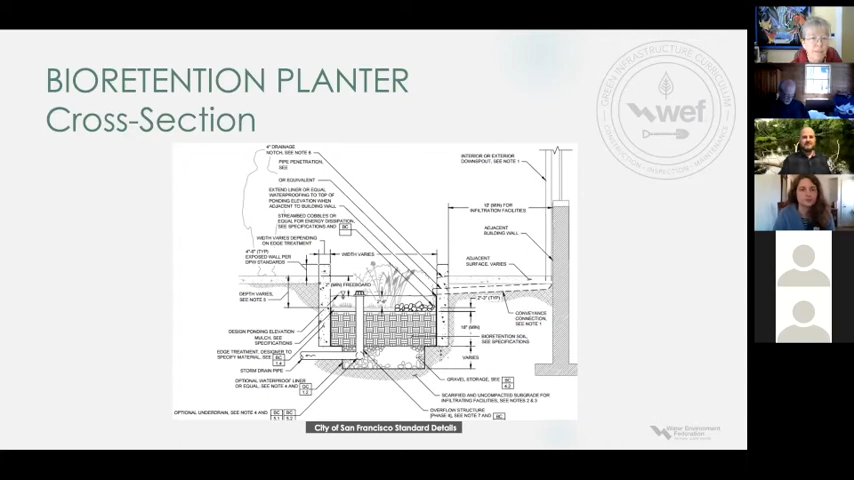 BIORETENTION PLANTER
Cross-Section
GREEN INFRASTRUCTURE CURRICULUM
wef
CONSTRUCTION • INSPECTION • MAINTENANCE
4" DRAINAGE
NOTCH, SEE NOTE 6
PIPE PENETRATION,
SEE
OR EQUIVALENT
EXTEND LINER OR EQUAL
WATERPROOFING TO TOP OF
PONDING ELEVATION WHEN
ADJACENT TO BUILDING WALL
STREAMBED COBBLES OR
EQUAL FOR ENERGY DISSIPATION,
SEE SPECIFICATIONS AND
WIDTH VARIES DEPENDING
ON EDGE TREATMENT
EXPOSED WALL PER
DPW STANDARDS
WIDTH VARIES
2" (MIN) FREEBOARD
DEPTH VARIES,
SEE NOTE 5
DESIGN PONDING ELEVATION
MULCH, SEE
SPECIFICATIONS
EDGE TREATMENT, DESIGNER TO
SPECIFY MATERIAL, SEE
STORM DRAIN PIPE
OPTIONAL WATERPROOF LINER
OR EQUAL, SEE NOTE 4 AND
OPTIONAL UNDERDRAIN, SEE NOTE 4 AND
INTERIOR OR EXTERIOR
DOWNSPOUT, SEE NOTE 1
10' (MIN) FOR
INFILTRATION FACILITIES
ADJACENT
BUILDING WALL
ADJACENT
SURFACE, VARIES
2"-3" (TYP)
CONVEYANCE
CONNECTION,
SEE NOTE 1
18" (MIN)
BIORETENTION SOIL,
SEE SPECIFICATIONS
VARIES
GRAVEL STORAGE, SEE
SCARIFIED AND UNCOMPACTED SUBGRADE FOR
INFILTRATING FACILITIES, SEE NOTES 2 & 3
OVERFLOW STRUCTURE
SEE NOTE 7 AND
City of San Francisco Standard Details
Water Environment
Federation